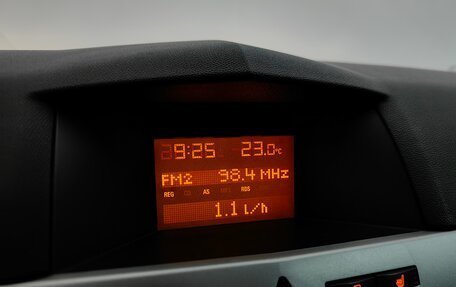 9:25 23.0°C
FM2 98.4 MHz
REG AS RDS
1.1 l/h